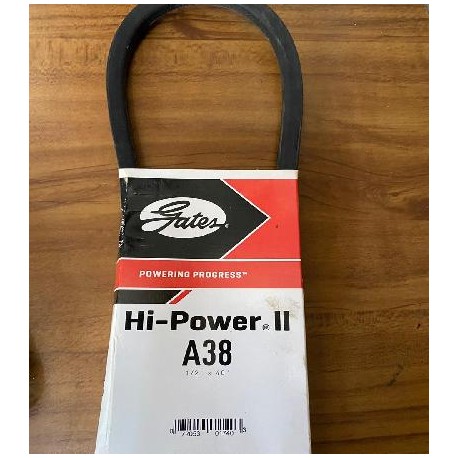 Gates®
POWERING PROGRESS™
Hi-Power® II
A38